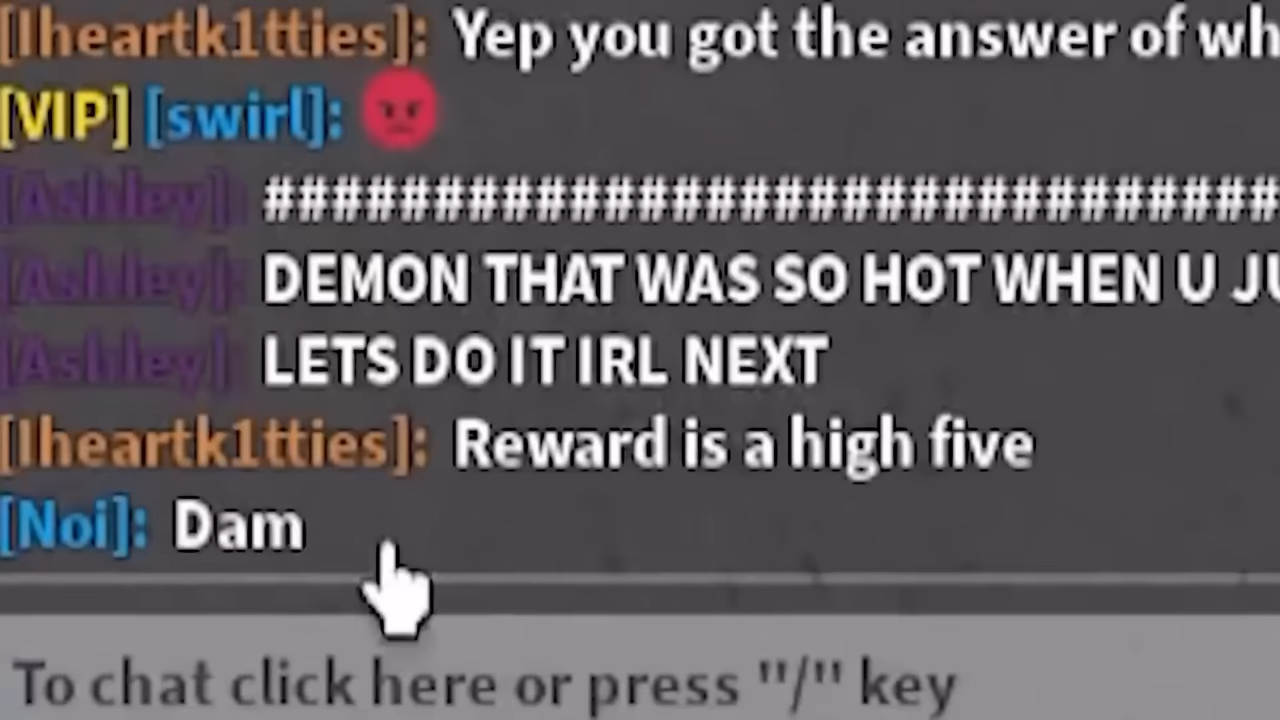 [Iheartk1tties]: Yep you got the answer of wh
[VIP] [swirl]:
[Ashley]: ##############################
[Ashley]: DEMON THAT WAS SO HOT WHEN U JU
[Ashley]: LETS DO IT IRL NEXT
[Iheartk1tties]: Reward is a high five
[Noi]: Dam
To chat click here or press "/" key